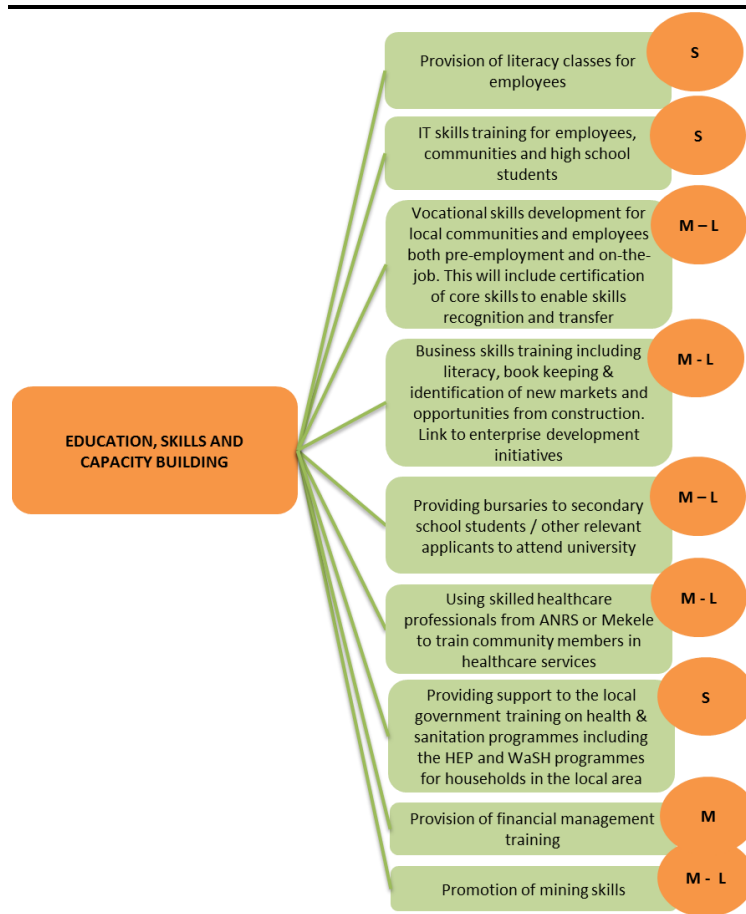 Provision of literacy classes for
employees
S
IT skills training for employees,
communities and high school
students
S
Vocational skills development for
local communities and employees
both pre-employment and on-the-
job. This will include certification
of core skills to enable skills
recognition and transfer
M – L
Business skills training including
literacy, book keeping &
identification of new markets and
opportunities from construction.
Link to enterprise development
initiatives
M - L
EDUCATION, SKILLS AND
CAPACITY BUILDING
Providing bursaries to secondary
school students / other relevant
applicants to attend university
M – L
Using skilled healthcare
professionals from ANRS or Mekele
to train community members in
healthcare services
M - L
Providing support to the local
government training on health &
sanitation programmes including
the HEP and WaSH programmes
for households in the local area
S
Provision of financial management
training
M
Promotion of mining skills
M - L